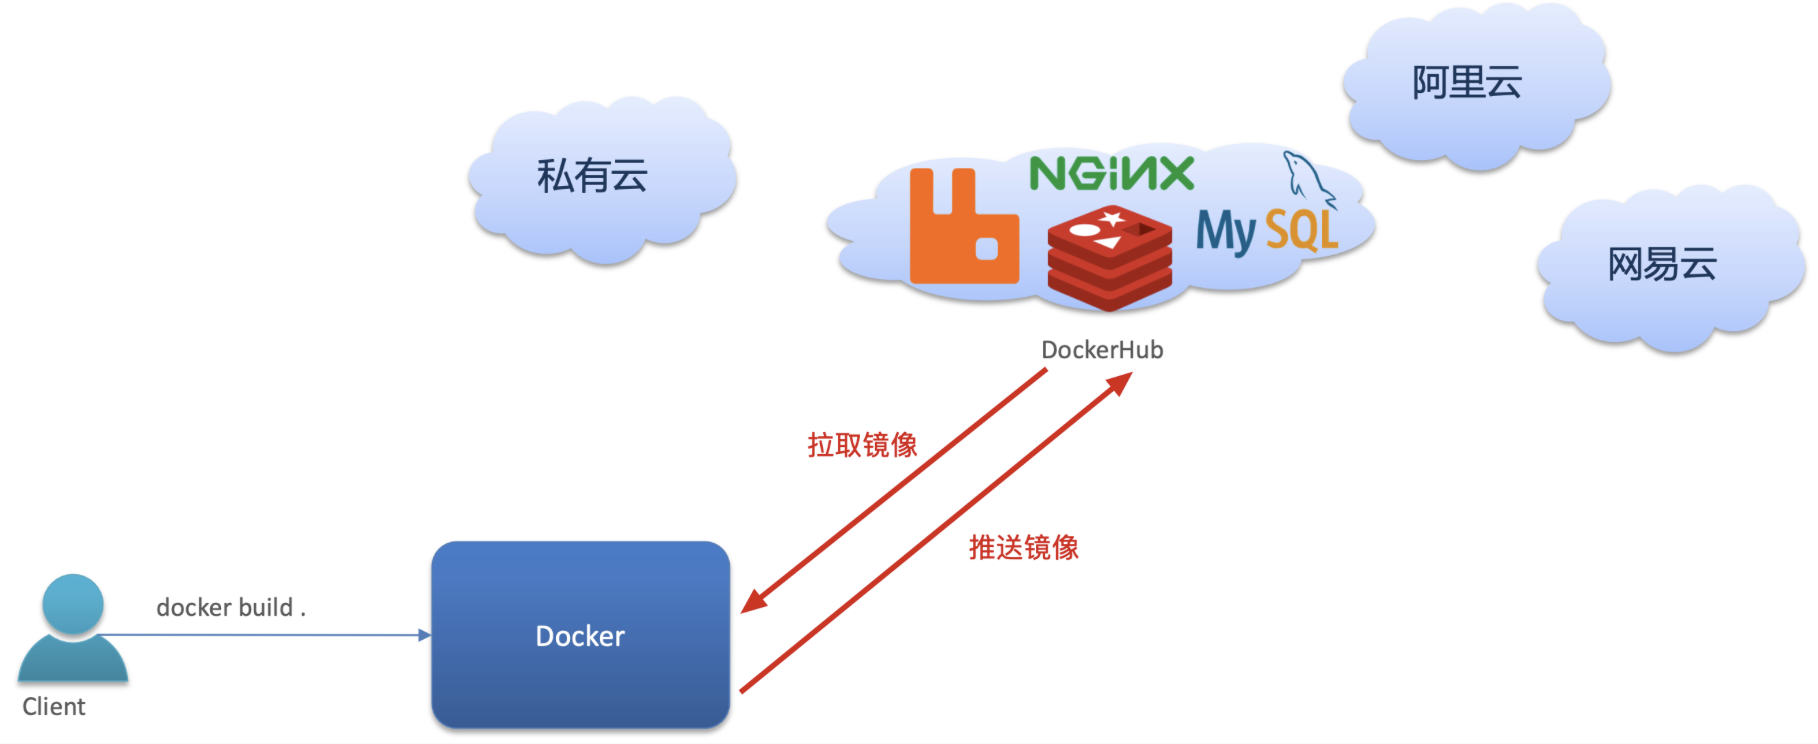 阿里云
私有云
NGINX
MySQL
网易云
DockerHub
拉取镜像
推送镜像
docker build .
Docker
Client